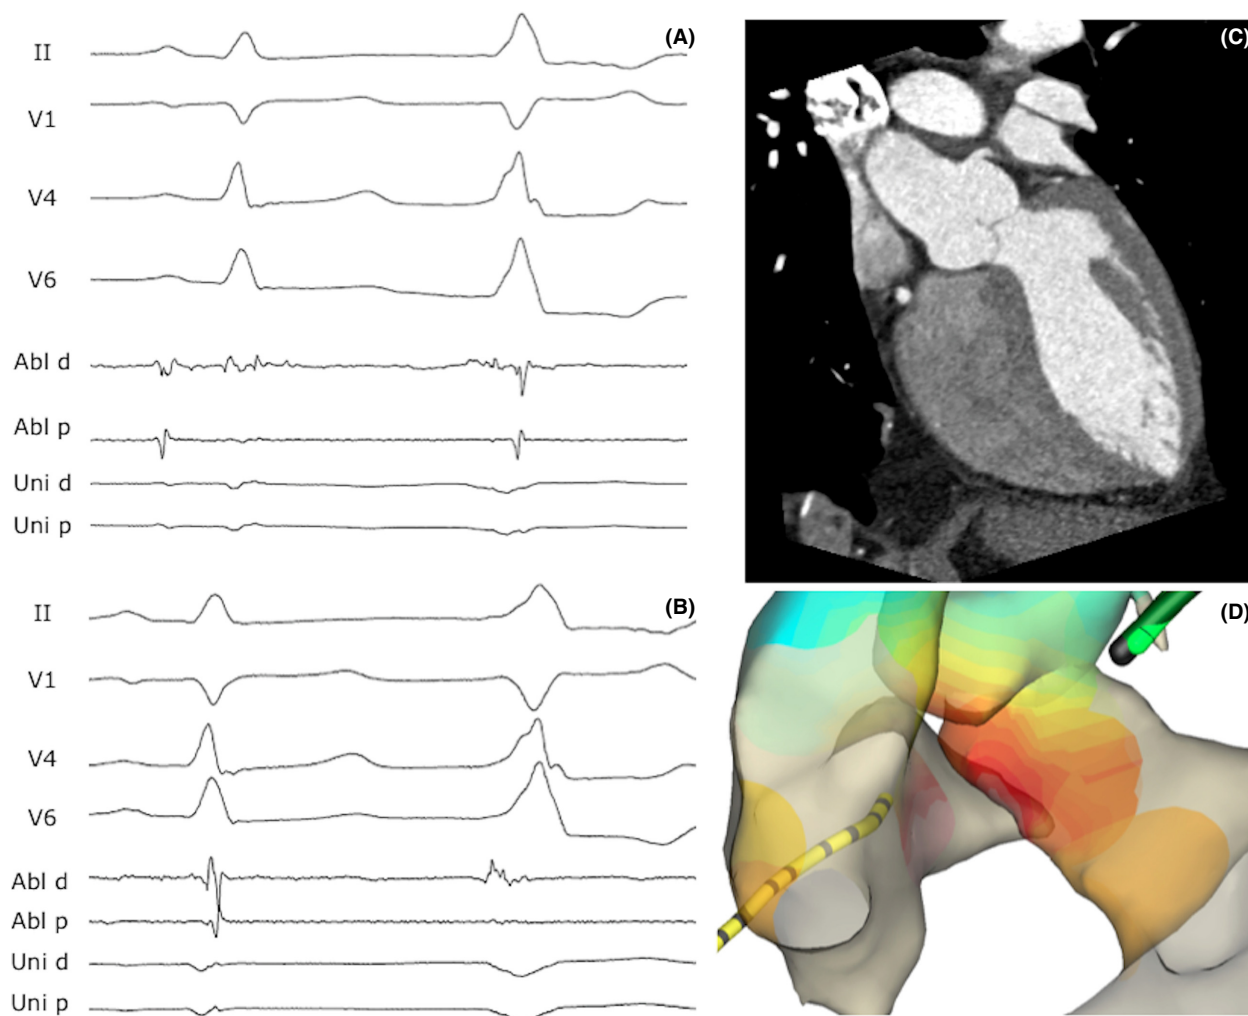 (A)
II
V1
V4
V6
Abl d
Abl p
Uni d
Uni p
(B)
II
V1
V4
V6
Abl d
Abl p
Uni d
Uni p
(C)
(D)